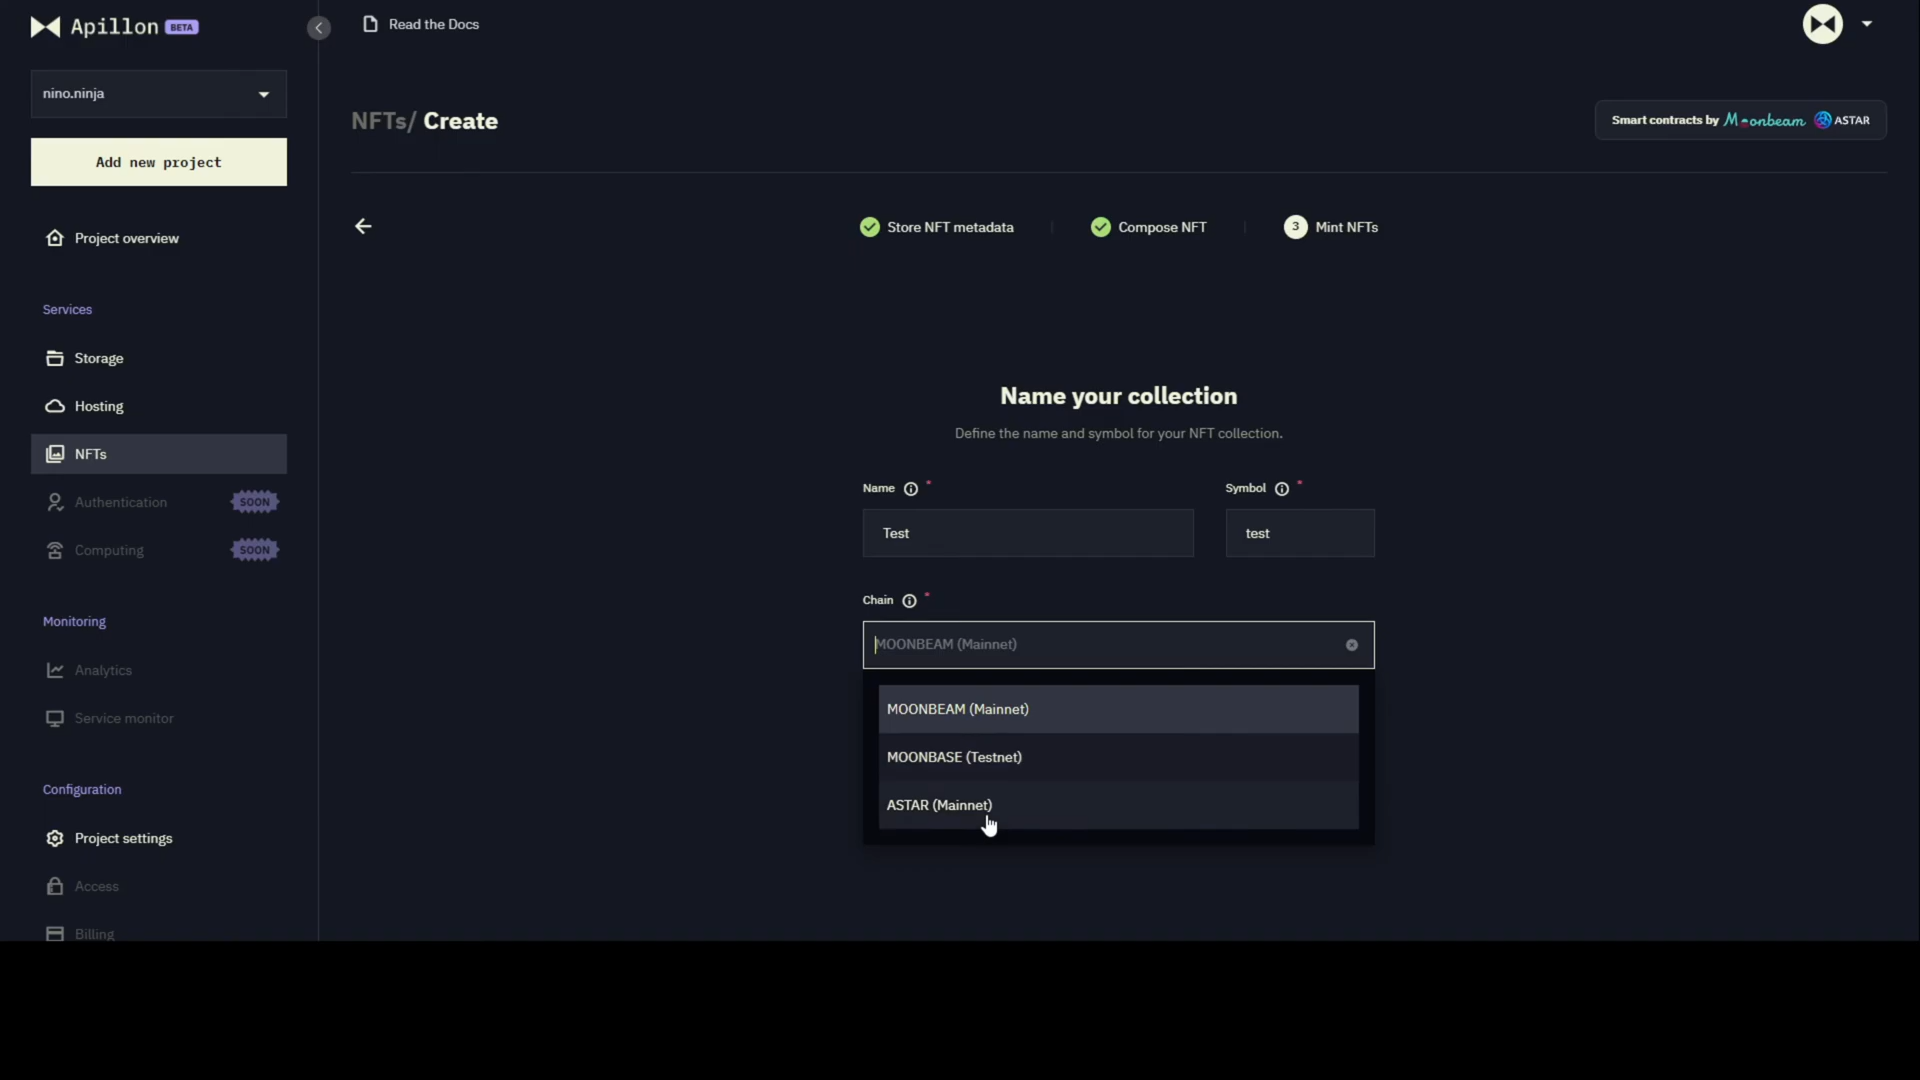 Apillon BETA
Read the Docs
nino.ninja
Add new project
Project overview
Services
Storage
Hosting
NFTs
Authentication SOON
Computing SOON
Monitoring
Analytics
Service monitor
Configuration
Project settings
Access
Billing
NFTs/ Create
Smart contracts by Moonbeam ASTAR
Store NFT metadata
Compose NFT
3 Mint NFTs
Name your collection
Define the name and symbol for your NFT collection.
Name *
Symbol *
Test
test
Chain *
MOONBEAM (Mainnet)
MOONBEAM (Mainnet)
MOONBASE (Testnet)
ASTAR (Mainnet)